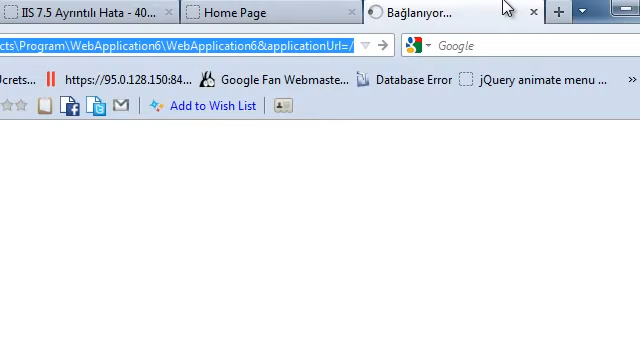 IIS 7.5 Ayrıntılı Hata - 40...
Home Page
Bağlanıyor...
cts\Program\WebApplication6\WebApplication6&applicationUrl=/
Google
Ucrets...
https://95.0.128.150:84...
Google Fan Webmaste...
Database Error
jQuery animate menu ...
Add to Wish List